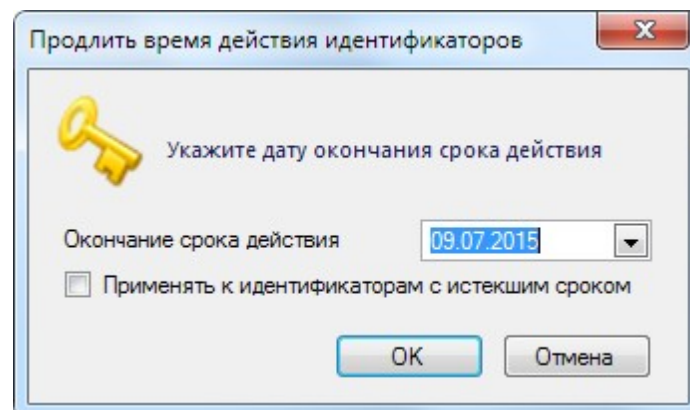 Продлить время действия идентификаторов
Укажите дату окончания срока действия
Окончание срока действия 09.07.2015
Применять к идентификаторам с истекшим сроком
OK Отмена